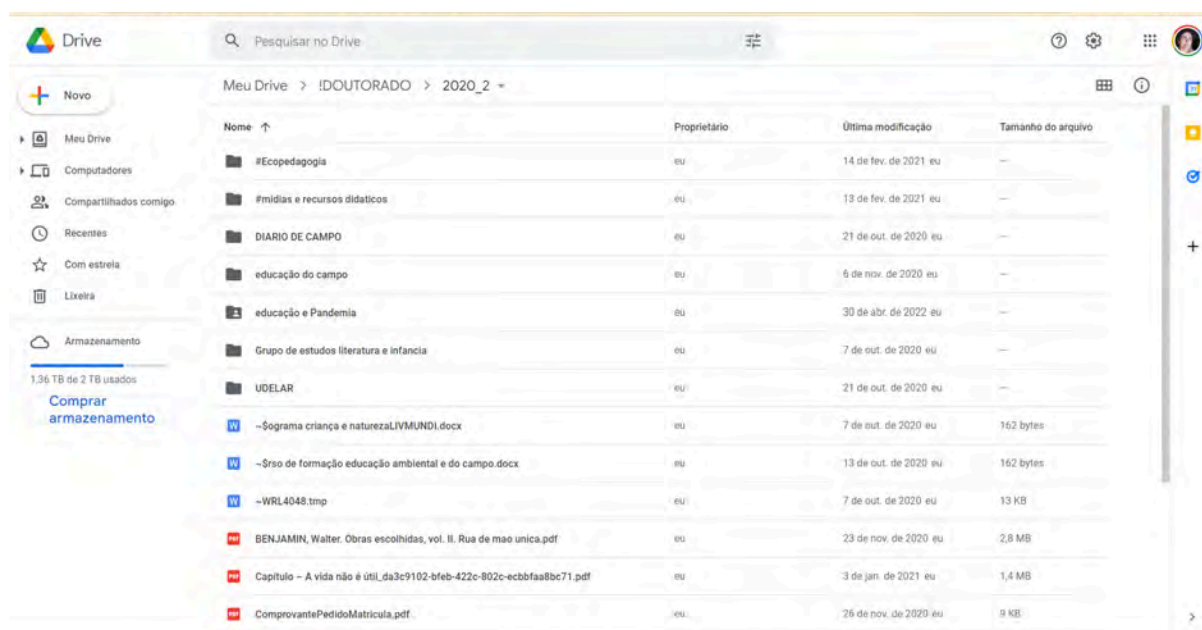 Drive
Pesquisar no Drive
Novo
Meu Drive
Computadores
Compartilhados comigo
Recentes
Com estrela
Lixeira
Armazenamento
1,36 TB de 2 TB usados
Comprar
armazenamento
Meu Drive > !DOUTORADO > 2020_2
Nome Proprietário Última modificação Tamanho do arquivo
#Ecopedagogia eu 14 de fev. de 2021 eu —
#midias e recursos didaticos eu 13 de fev. de 2021 eu —
DIARIO DE CAMPO eu 21 de out. de 2020 eu —
educação do campo eu 6 de nov. de 2020 eu —
educação e Pandemia eu 30 de abr. de 2022 eu —
Grupo de estudos literatura e infancia eu 7 de out. de 2020 eu —
UDELAR eu 21 de out. de 2020 eu —
W ~$ograma criança e naturezaLIVMUNDI.docx eu 7 de out. de 2020 eu 162 bytes
W ~$rso de formação educação ambiental e do campo.docx eu 13 de out. de 2020 eu 162 bytes
W ~WRL4048.tmp eu 7 de out. de 2020 eu 13 KB
PDF BENJAMIN, Walter. Obras escolhidas, vol. II. Rua de mao unica.pdf eu 23 de nov. de 2020 eu 2,8 MB
PDF Capítulo – A vida não é útil_da3c9102-bfeb-422c-802c-ecbbfaa8bc71.pdf eu 3 de jan. de 2021 eu 1,4 MB
PDF ComprovantePedidoMatricula.pdf eu 26 de nov. de 2020 eu 9 KB